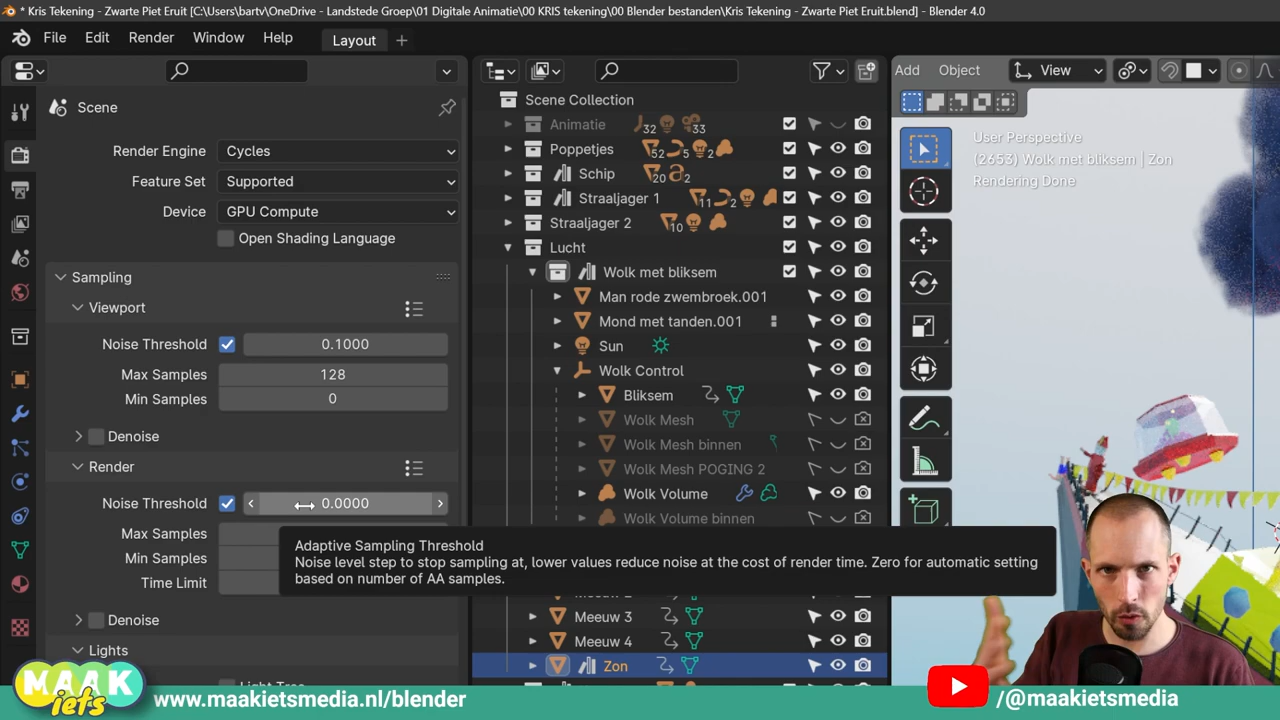 * Kris Tekening - Zwarte Piet Eruit [C:\Users\bartv\OneDrive - Landstede Groep\01 Digitale Animatie\00 KRIS tekening\00 Blender bestanden\Kris Tekening - Zwarte Piet Eruit.blend] - Blender 4.0
File Edit Render Window Help Layout +
Scene
Render Engine Cycles
Feature Set Supported
Device GPU Compute
Open Shading Language
Sampling
Viewport
Noise Threshold 0.1000
Max Samples 128
Min Samples 0
Denoise
Render
Noise Threshold 0.0000
Max Samples
Min Samples
Time Limit
Denoise
Lights
Scene Collection
Animatie 32 33
Poppetjes 52 5 2
Schip 20 2
Straaljager 1 11 2
Straaljager 2 10
Lucht
Wolk met bliksem
Man rode zwembroek.001
Mond met tanden.001
Sun
Wolk Control
Bliksem
Wolk Mesh
Wolk Mesh binnen
Wolk Mesh POGING 2
Wolk Volume
Wolk Volume binnen
Adaptive Sampling Threshold
Noise level step to stop sampling at, lower values reduce noise at the cost of render time. Zero for automatic setting
based on number of AA samples.
Meeuw 3
Meeuw 4
Zon
Add Object View
User Perspective
(2653) Wolk met bliksem | Zon
Rendering Done
MAAK
iets
www.maakietsmedia.nl/blender
/@maakietsmedia